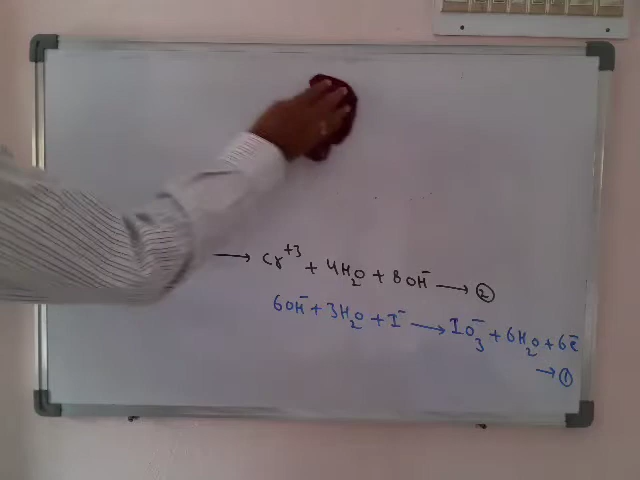 ⟶ Cr⁺³ + 4H₂O + 8OH⁻ ⟶ ②
6OH⁻ + 3H₂O + I⁻ ⟶ IO₃⁻ + 6H₂O + 6e⁻
⟶ ①